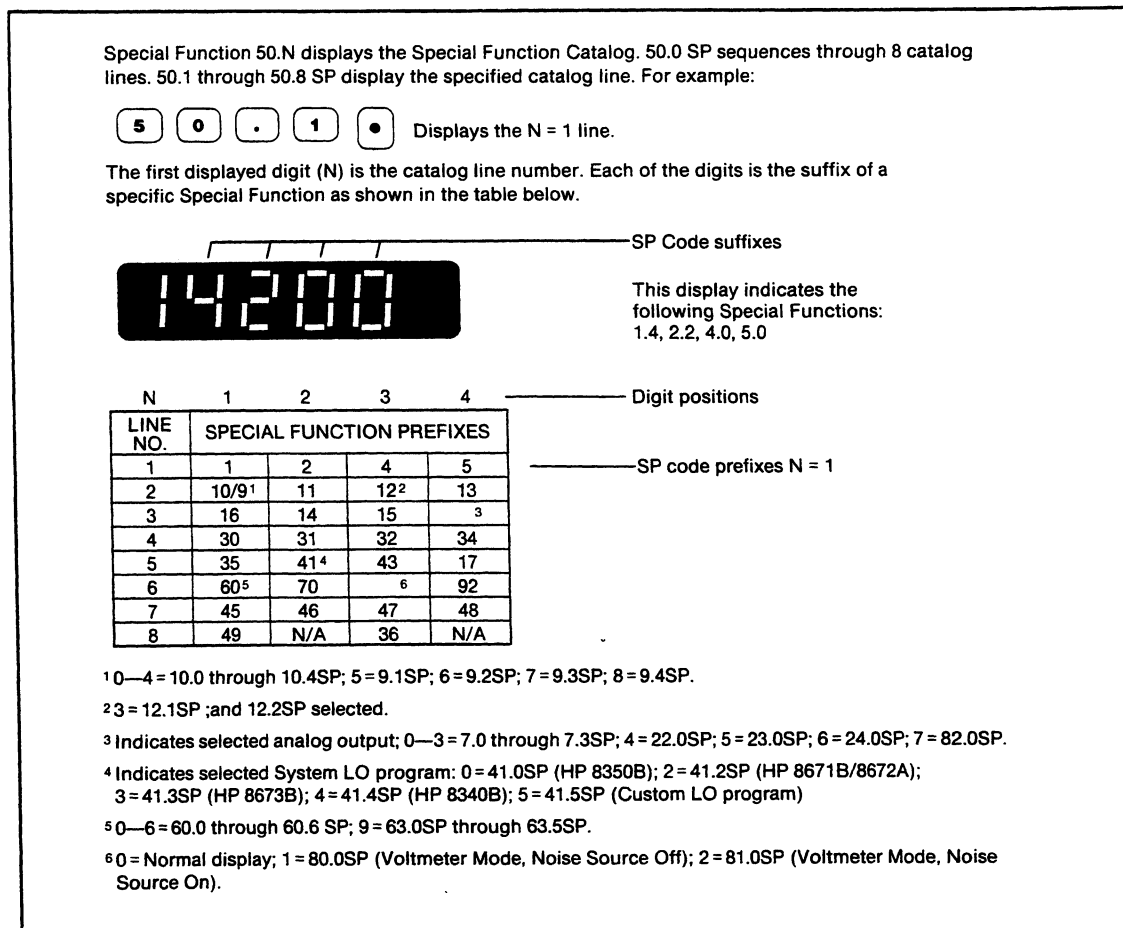 Special Function 50.N displays the Special Function Catalog. 50.0 SP sequences through 8 catalog
lines. 50.1 through 50.8 SP display the specified catalog line. For example:
5 0 . 1 ● Displays the N = 1 line.
The first displayed digit (N) is the catalog line number. Each of the digits is the suffix of a
specific Special Function as shown in the table below.
SP Code suffixes
14200
This display indicates the
following Special Functions:
1.4, 2.2, 4.0, 5.0
N 1 2 3 4 Digit positions
LINE NO. SPECIAL FUNCTION PREFIXES
1 1 2 4 5 SP code prefixes N = 1
2 10/9¹ 11 12² 13
3 16 14 15 ³
4 30 31 32 34
5 35 41⁴ 43 17
6 60⁵ 70 ⁶ 92
7 45 46 47 48
8 49 N/A 36 N/A
¹ 0—4 = 10.0 through 10.4SP; 5 = 9.1SP; 6 = 9.2SP; 7 = 9.3SP; 8 = 9.4SP.
² 3 = 12.1SP ;and 12.2SP selected.
³ Indicates selected analog output; 0—3 = 7.0 through 7.3SP; 4 = 22.0SP; 5 = 23.0SP; 6 = 24.0SP; 7 = 82.0SP.
⁴ Indicates selected System LO program: 0 = 41.0SP (HP 8350B); 2 = 41.2SP (HP 8671B/8672A);
3 = 41.3SP (HP 8673B); 4 = 41.4SP (HP 8340B); 5 = 41.5SP (Custom LO program)
⁵ 0—6 = 60.0 through 60.6 SP; 9 = 63.0SP through 63.5SP.
⁶ 0 = Normal display; 1 = 80.0SP (Voltmeter Mode, Noise Source Off); 2 = 81.0SP (Voltmeter Mode, Noise
Source On).